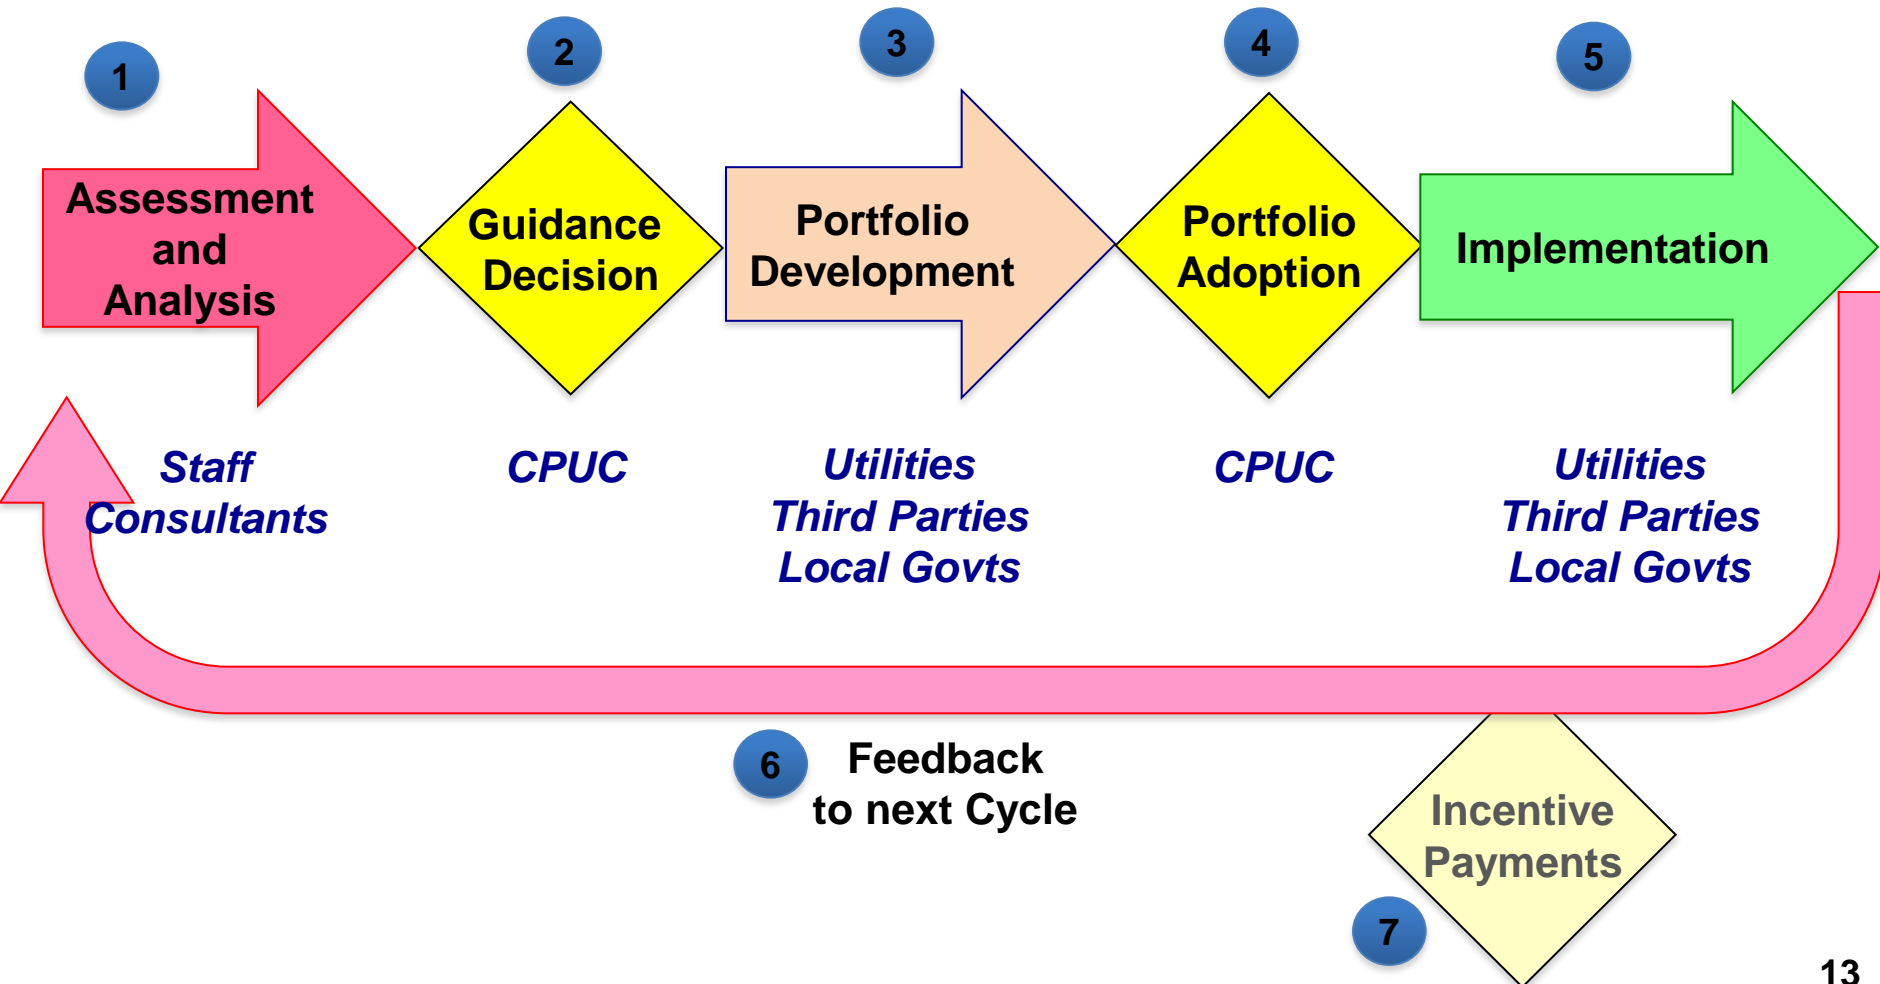 1
2
3
4
5
Assessment
and
Analysis
Guidance
Decision
Portfolio
Development
Portfolio
Adoption
Implementation
Staff
Consultants
CPUC
Utilities
Third Parties
Local Govts
CPUC
Utilities
Third Parties
Local Govts
6
Feedback
to next Cycle
Incentive
Payments
7
13